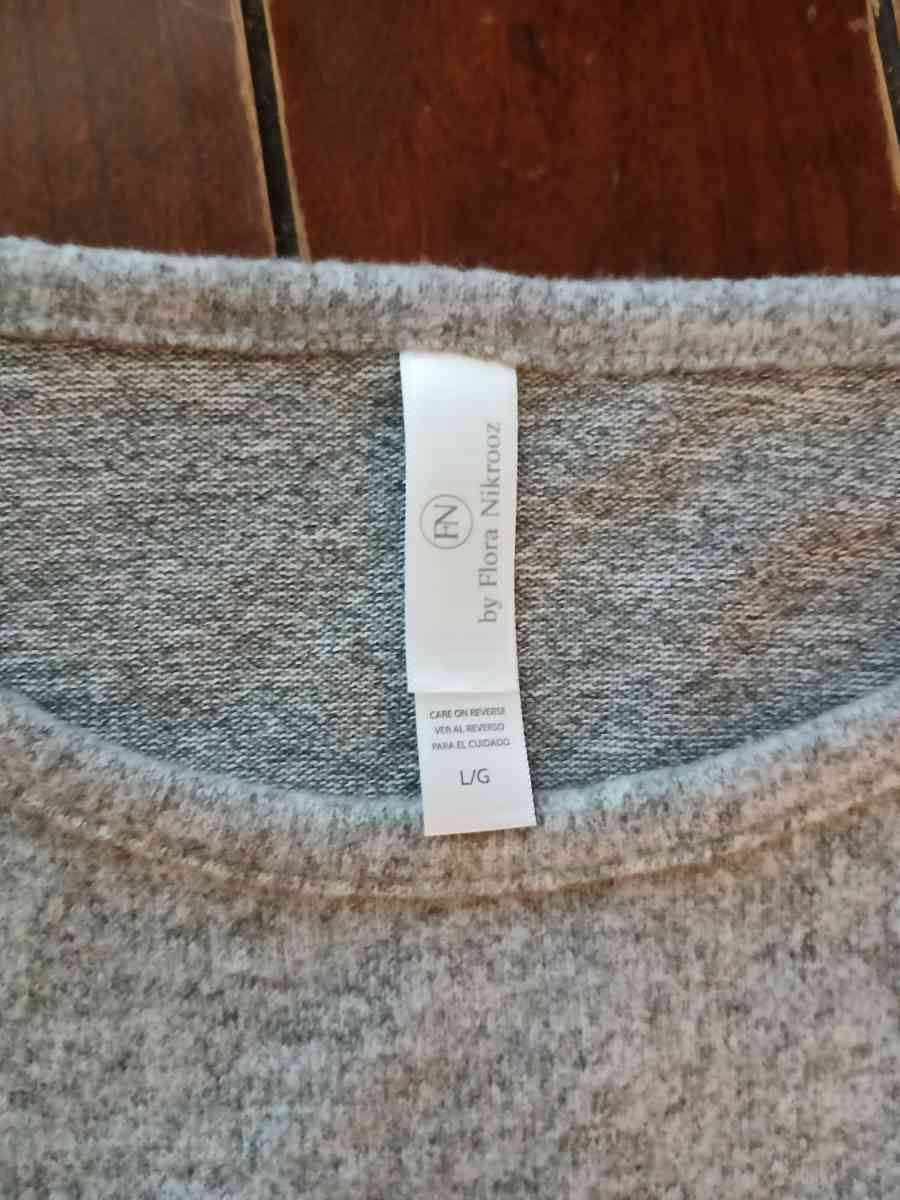 FN
by Flora Nikrooz
CARE ON REVERSE
VER AL REVERSO
PARA EL CUIDADO
L/G